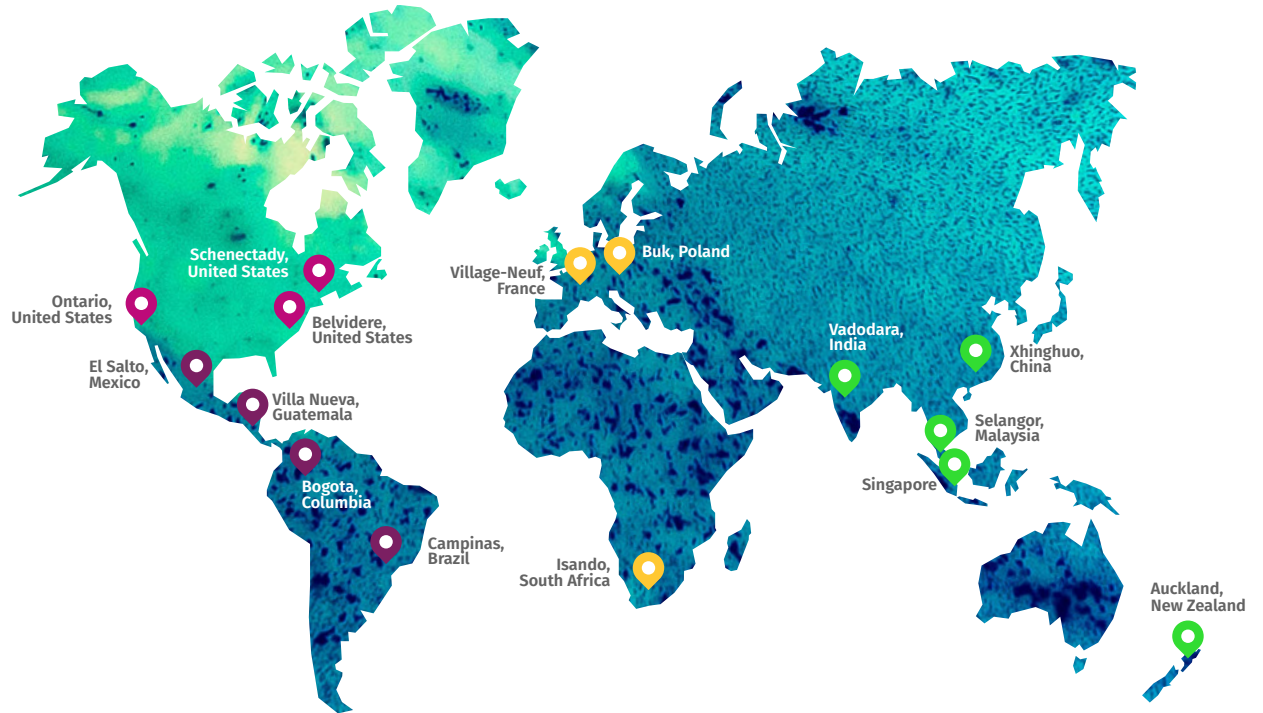 Schenectady,
United States
Ontario,
United States
Belvidere,
United States
El Salto,
Mexico
Villa Nueva,
Guatemala
Bogota,
Columbia
Campinas,
Brazil
Village-Neuf,
France
Buk, Poland
Isando,
South Africa
Vadodara,
India
Xhinghuo,
China
Selangor,
Malaysia
Singapore
Auckland,
New Zealand